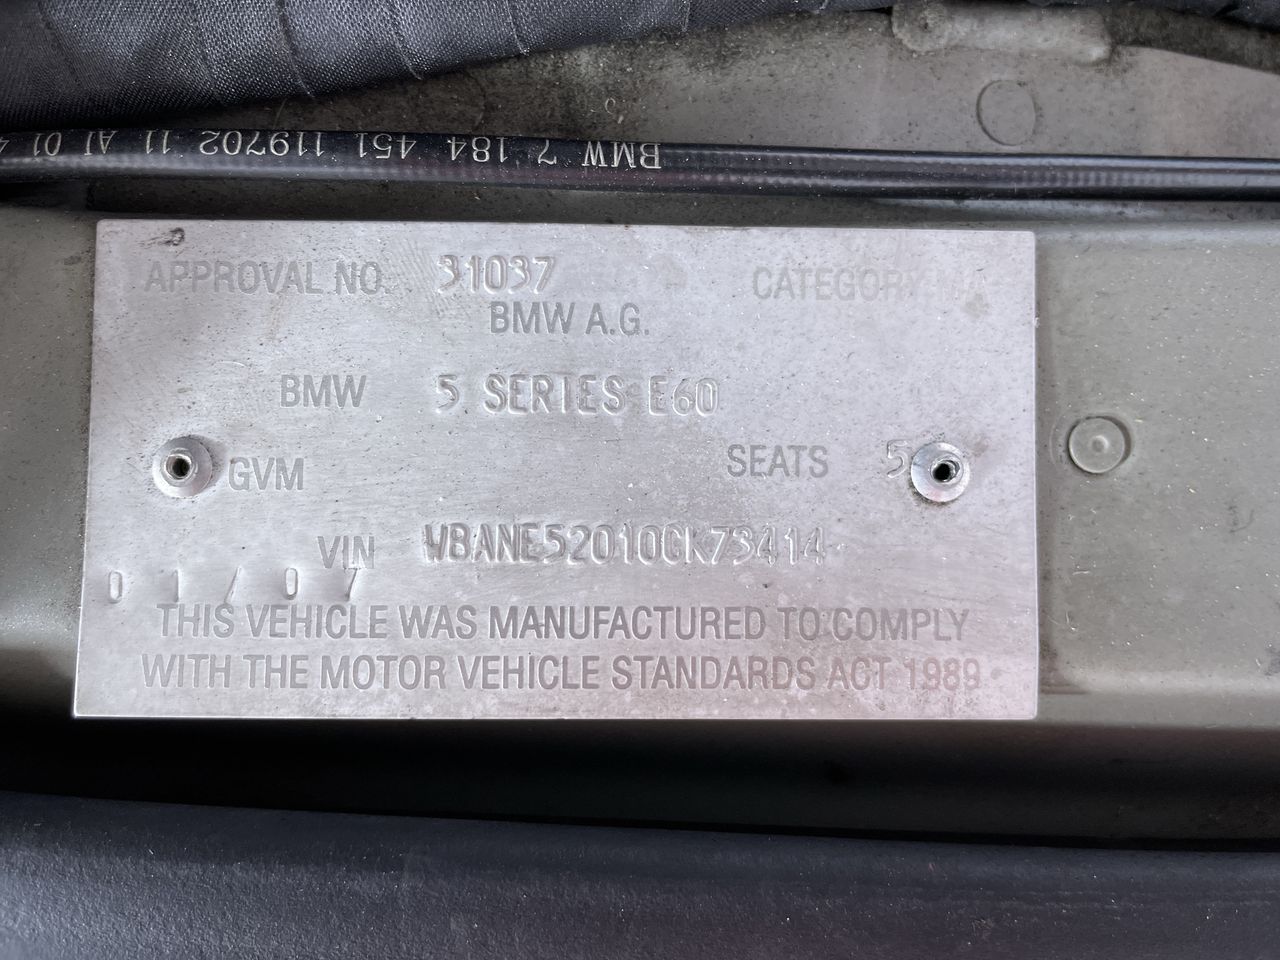 BMW 7 184 451 119702 11 AI 01
APPROVAL NO. 31037 CATEGORY
BMW A.G.
BMW 5 SERIES E60
GVM SEATS 5
VIN WBANE52010CK73414
01/07
THIS VEHICLE WAS MANUFACTURED TO COMPLY
WITH THE MOTOR VEHICLE STANDARDS ACT 1989